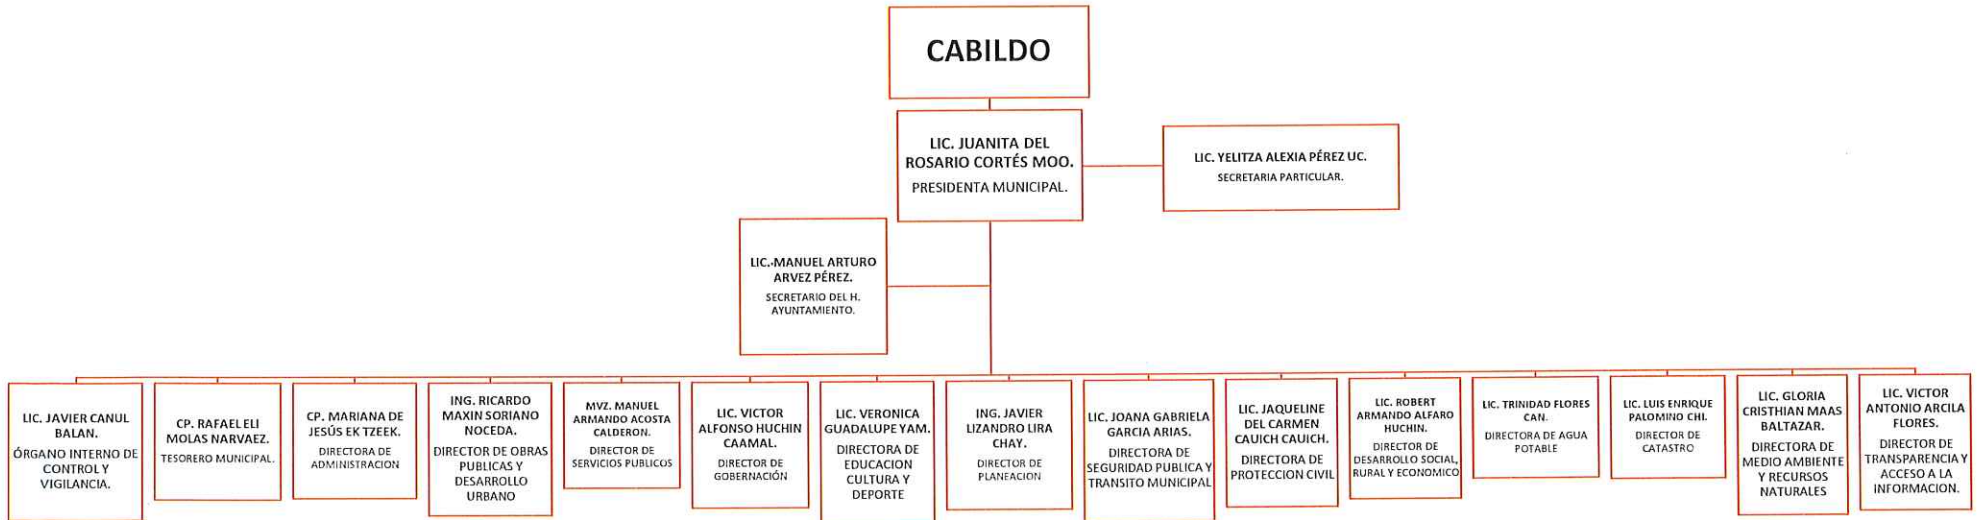 CABILDO
LIC. JUANITA DEL
ROSARIO CORTÉS MOO.
PRESIDENTA MUNICIPAL.
LIC. YELITZA ALEXIA PÉREZ UC.
SECRETARIA PARTICULAR.
LIC.-MANUEL ARTURO
ARVEZ PÉREZ.
SECRETARIO DEL H.
AYUNTAMIENTO.
LIC. JAVIER CANUL
BALAN.
ÓRGANO INTERNO DE
CONTROL Y
VIGILANCIA.
CP. RAFAEL ELI
MOLAS NARVAEZ.
TESORERO MUNICIPAL.
CP. MARIANA DE
JESÚS EK TZEEK.
DIRECTORA DE
ADMINISTRACION
ING. RICARDO
MAXIN SORIANO
NOCEDA.
DIRECTOR DE OBRAS
PUBLICAS Y
DESARROLLO
URBANO
MVZ. MANUEL
ARMANDO ACOSTA
CALDERON.
DIRECTOR DE
SERVICIOS PUBLICOS
LIC. VICTOR
ALFONSO HUCHIN
CAAMAL.
DIRECTOR DE
GOBERNACIÓN
LIC. VERONICA
GUADALUPE YAM.
DIRECTORA DE
EDUCACION
CULTURA Y
DEPORTE
ING. JAVIER
LIZANDRO LIRA
CHAY.
DIRECTOR DE
PLANEACION
LIC. JOANA GABRIELA
GARCIA ARIAS.
DIRECTORA DE
SEGURIDAD PUBLICA Y
TRANSITO MUNICIPAL
LIC. JAQUELINE
DEL CARMEN
CAUICH CAUICH.
DIRECTORA DE
PROTECCION CIVIL
LIC. ROBERT
ARMANDO ALFARO
HUCHIN.
DIRECTOR DE
DESARROLLO SOCIAL,
RURAL Y ECONOMICO
LIC. TRINIDAD FLORES
CAN.
DIRECTORA DE AGUA
POTABLE
LIC. LUIS ENRIQUE
PALOMINO CHI.
DIRECTOR DE
CATASTRO
LIC. GLORIA
CRISTHIAN MAAS
BALTAZAR.
DIRECTORA DE
MEDIO AMBIENTE
Y RECURSOS
NATURALES
LIC. VICTOR
ANTONIO ARCILA
FLORES.
DIRECTOR DE
TRANSPARENCIA Y
ACCESO A LA
INFORMACION.